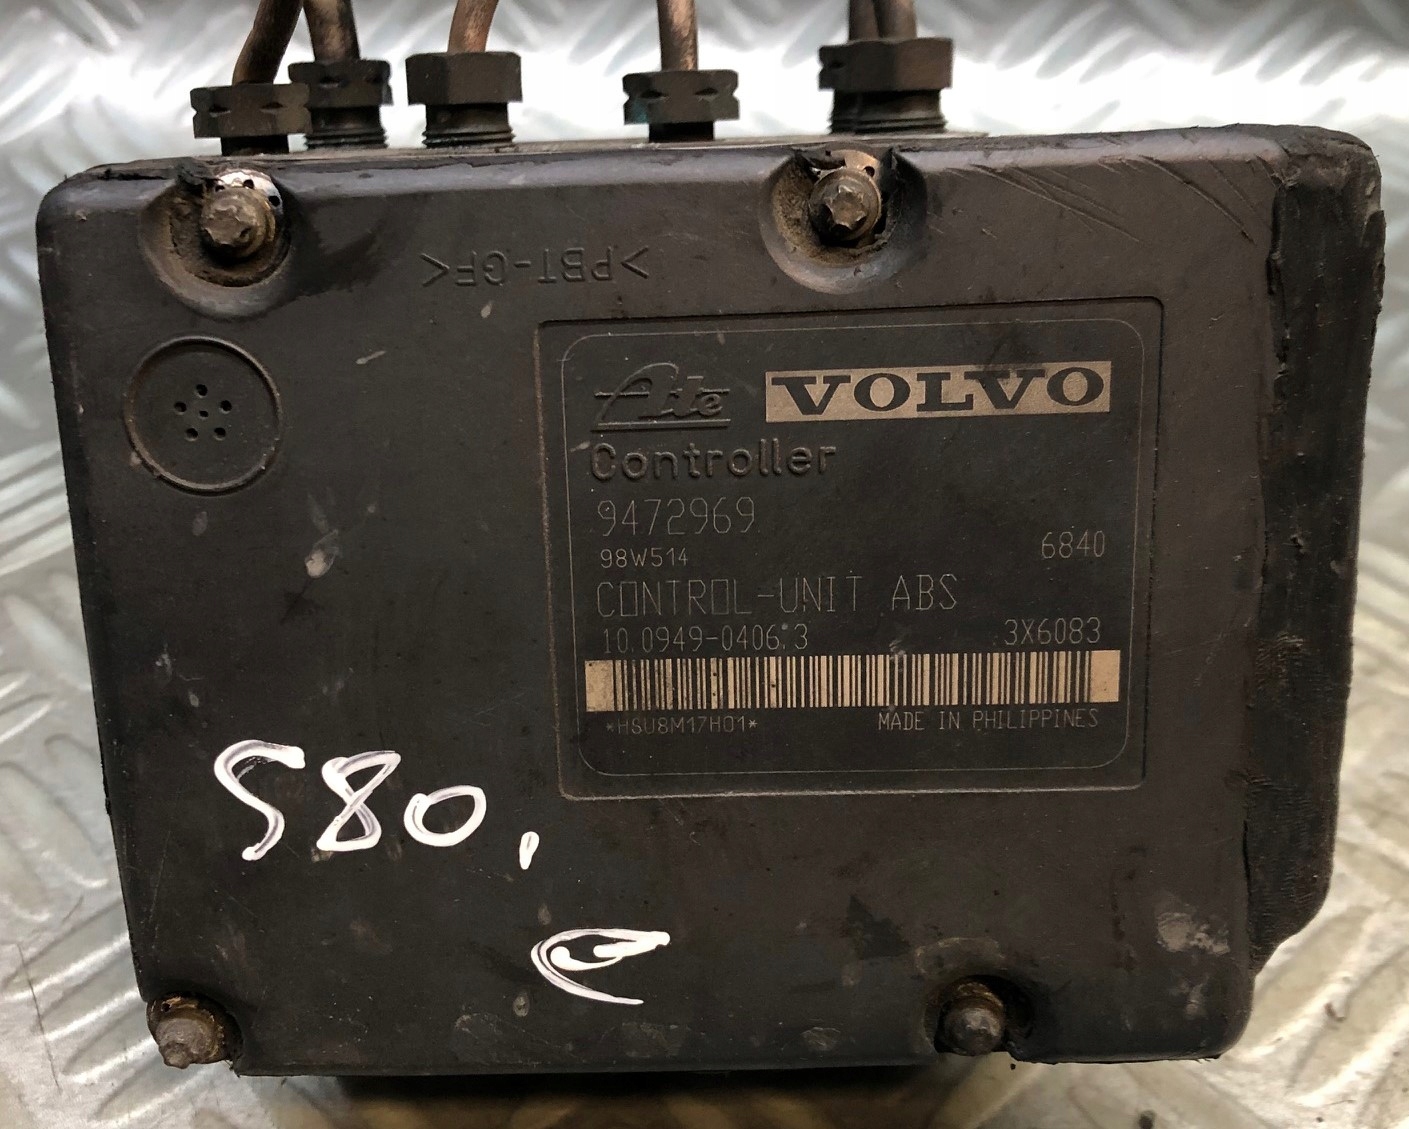 >PBT-GF<
Ate VOLVO
Controller
9472969
98W514 6840
CONTROL-UNIT ABS
10.0949-0406.3 3X6083
*HSU8M17H01*
MADE IN PHILIPPINES
S80,
e